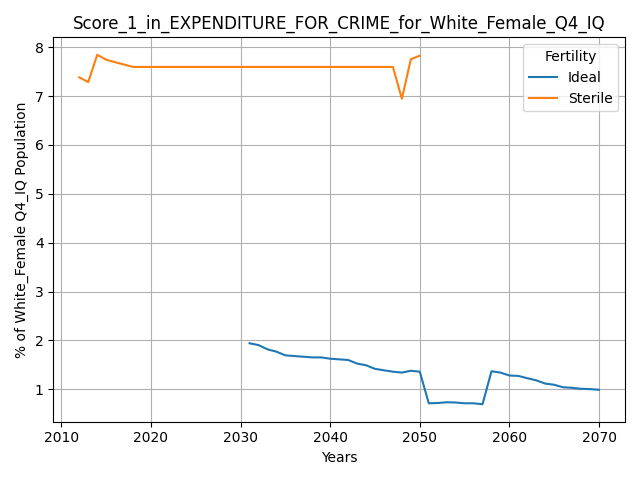 Score_1_in_EXPENDITURE_FOR_CRIME_for_White_Female_Q4_IQ
Fertility
Ideal
Sterile
% of White_Female Q4_IQ Population
8
7
6
5
4
3
2
1
2010 2020 2030 2040 2050 2060 2070
Years